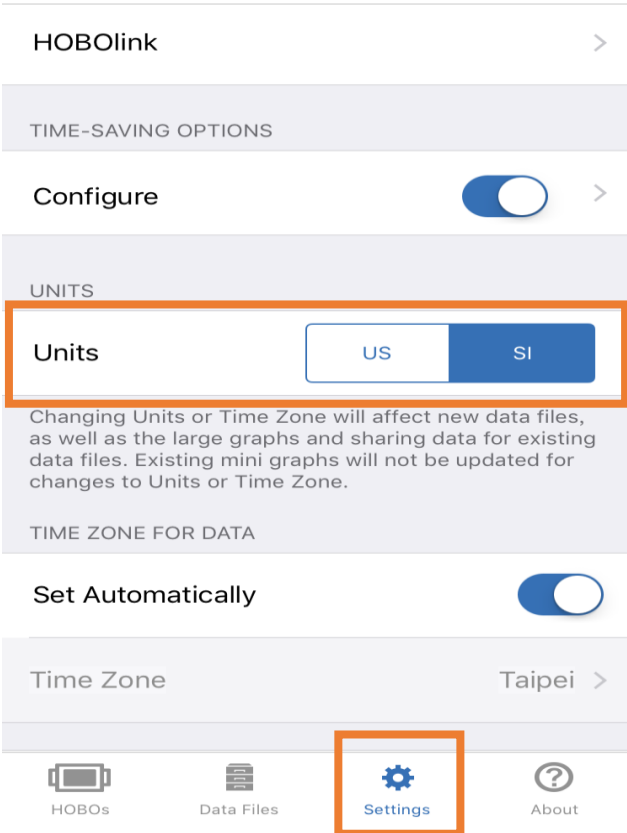 HOBOlink
TIME-SAVING OPTIONS
Configure
UNITS
Units
US
SI
Changing Units or Time Zone will affect new data files,
as well as the large graphs and sharing data for existing
data files. Existing mini graphs will not be updated for
changes to Units or Time Zone.
TIME ZONE FOR DATA
Set Automatically
Time Zone
Taipei
HOBOs
Data Files
Settings
About